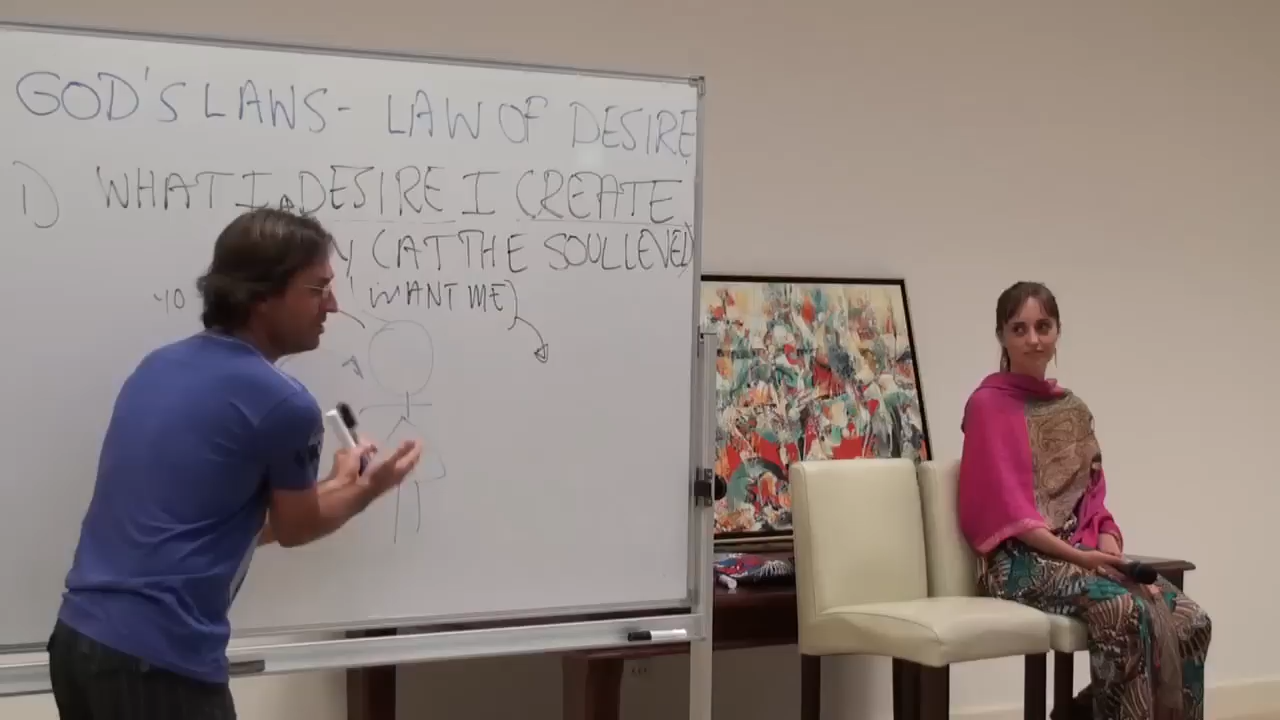 GOD'S LAWS - LAW OF DESIRE
1) WHAT I DESIRE I CREATE
(AT THE SOUL LEVEL)
WANT ME)